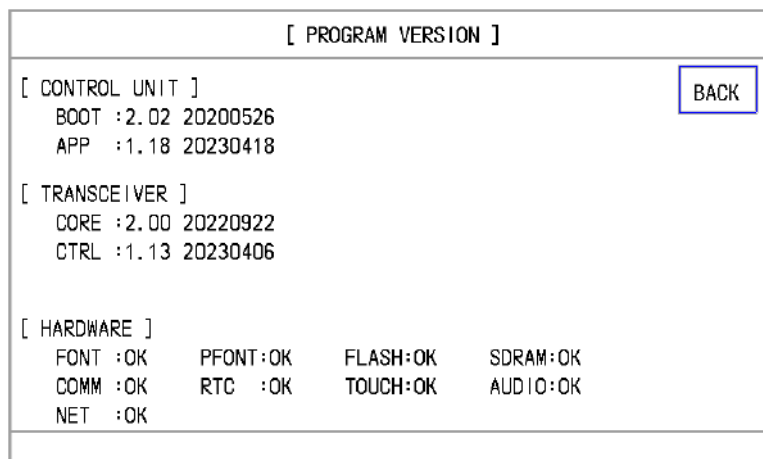 [ PROGRAM VERSION ]
[ CONTROL UNIT ]
BACK
BOOT :2.02 20200526
APP :1.18 20230418
[ TRANSCEIVER ]
CORE :2.00 20220922
CTRL :1.13 20230406
[ HARDWARE ]
FONT :OK PFONT:OK FLASH:OK SDRAM:OK
COMM :OK RTC :OK TOUCH:OK AUDIO:OK
NET :OK